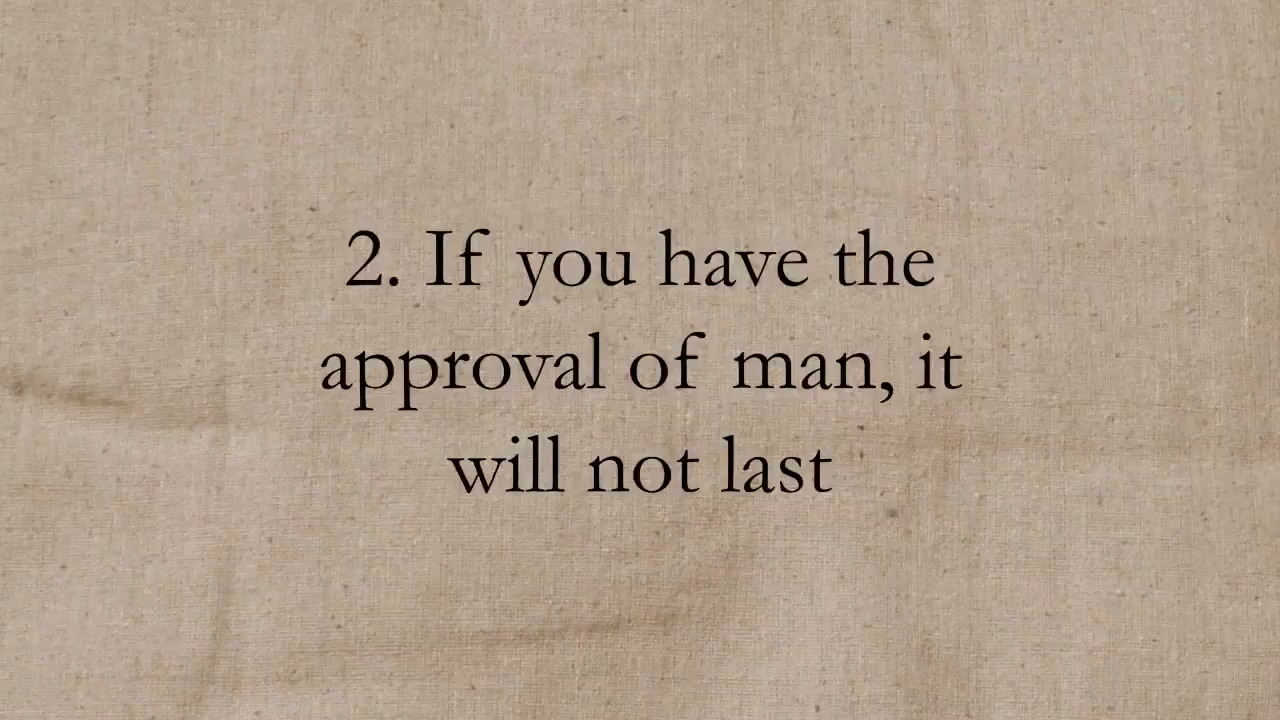 2. If you have the
approval of man, it
will not last